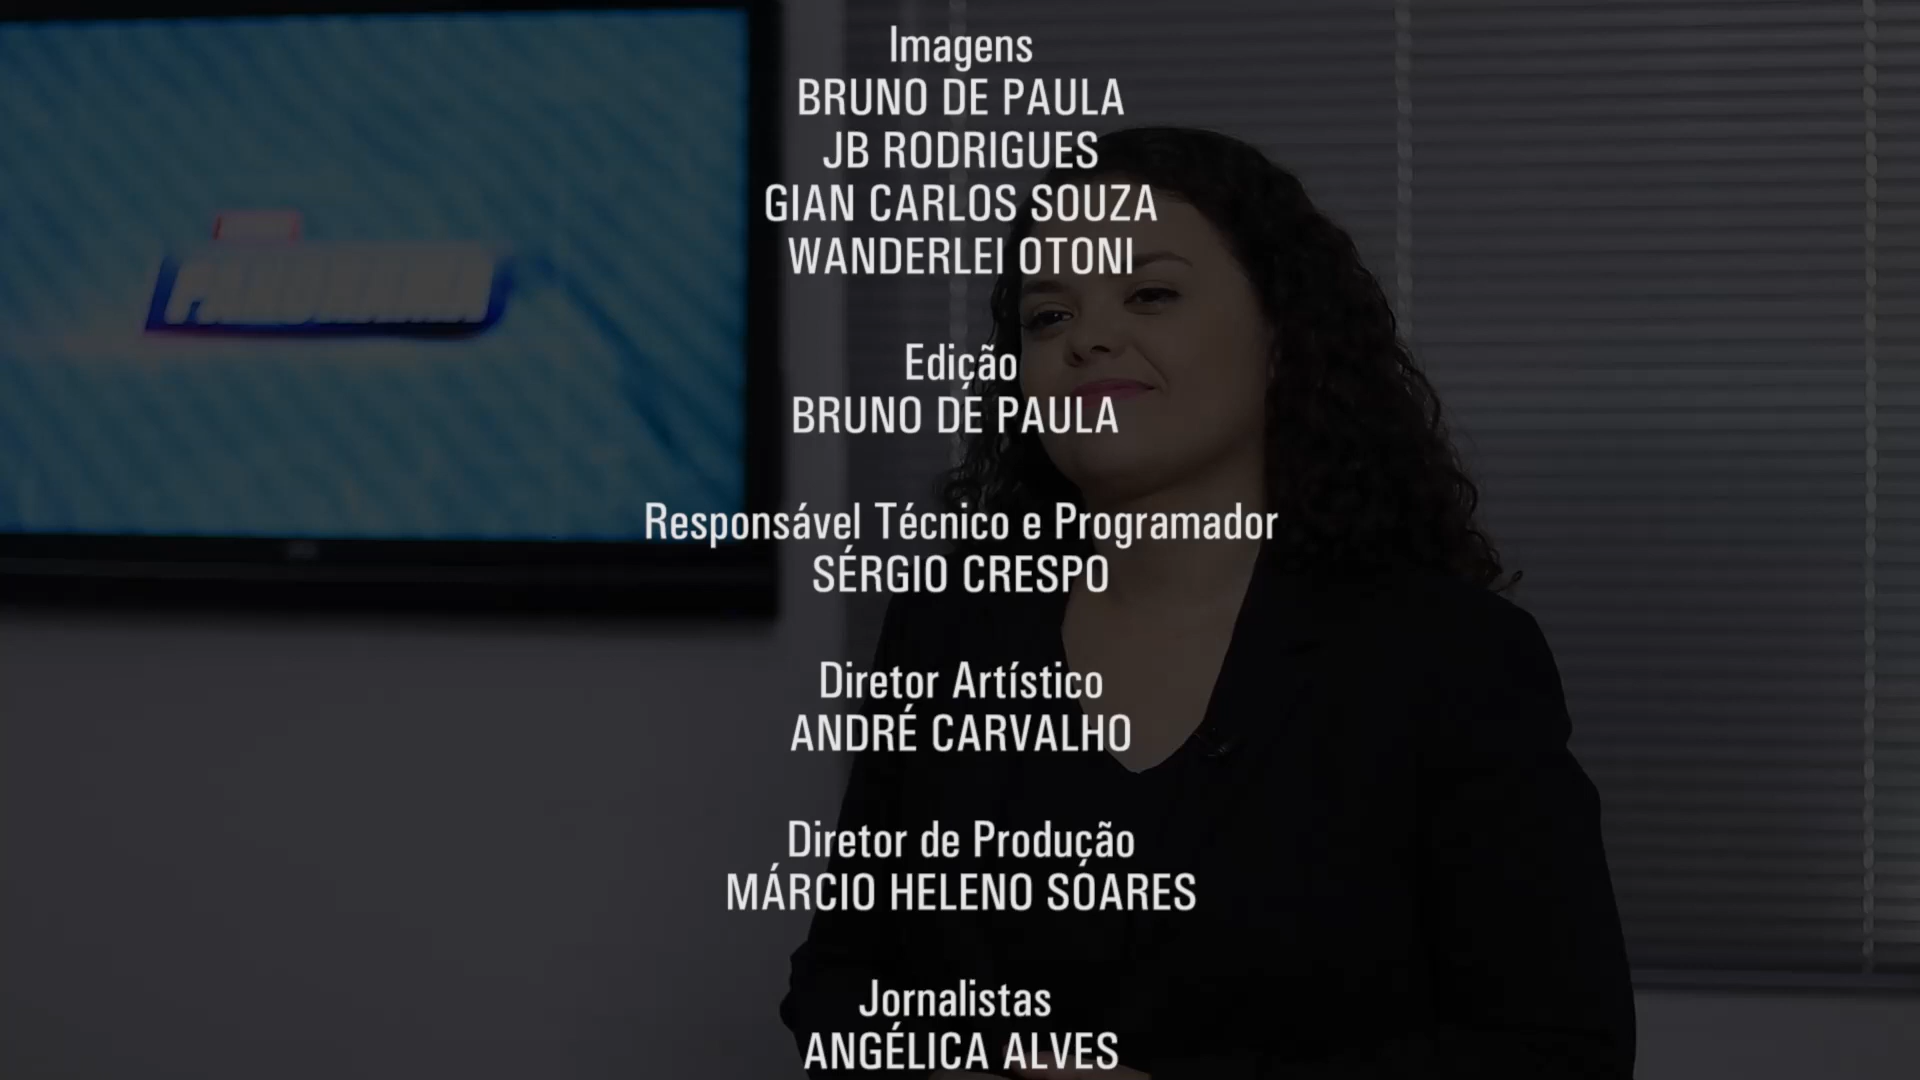 Imagens
BRUNO DE PAULA
JB RODRIGUES
GIAN CARLOS SOUZA
WANDERLEI OTONI
PANORAMA
Edição
BRUNO DE PAULA
Responsável Técnico e Programador
SÉRGIO CRESPO
Diretor Artístico
ANDRÉ CARVALHO
Diretor de Produção
MÁRCIO HELENO SOARES
Jornalistas
ANGÉLICA ALVES